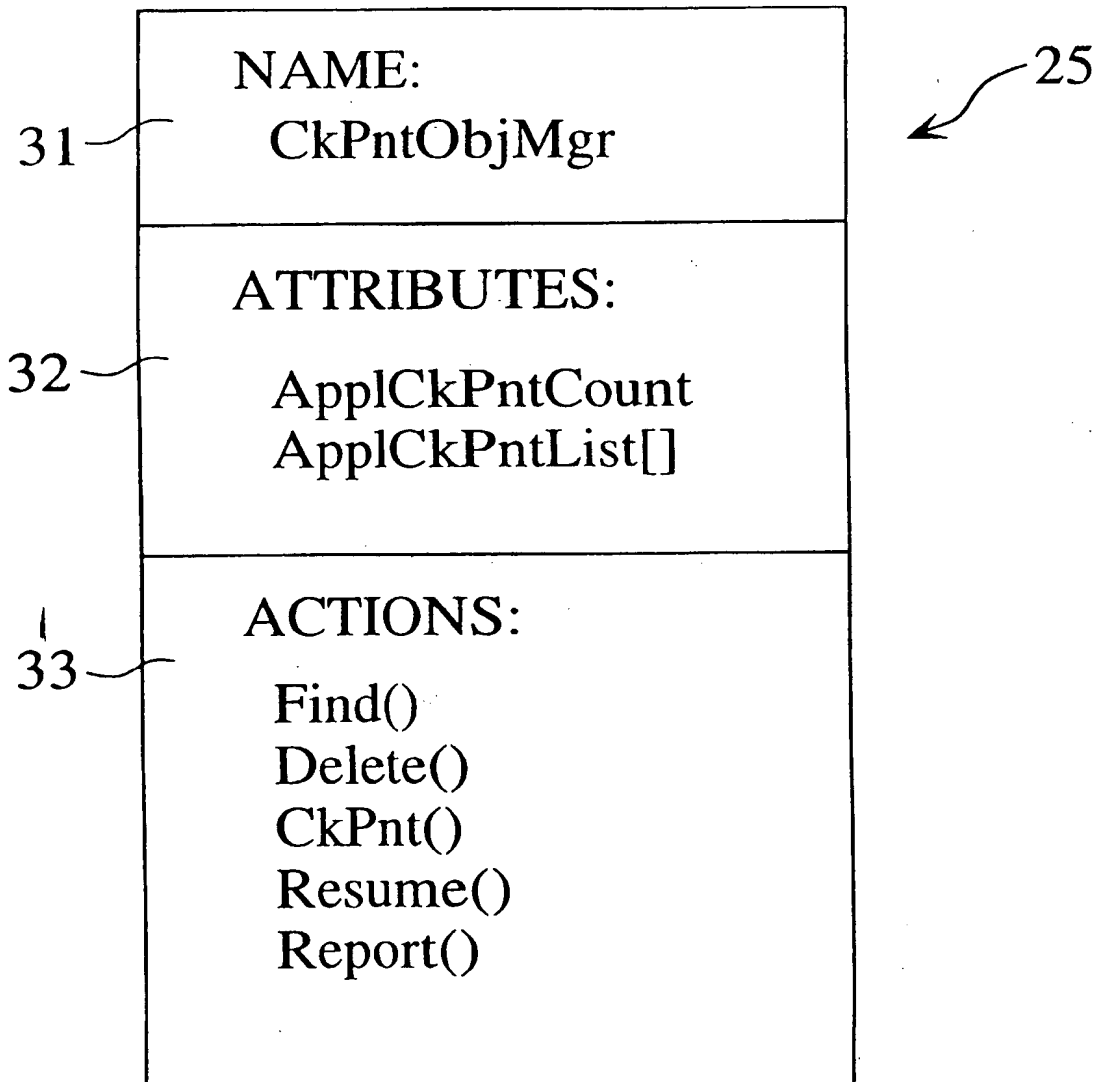 NAME:
25
31
CkPntObjMgr
ATTRIBUTES:
32
ApplCkPntCount
ApplCkPntList[]
ACTIONS:
33
Find()
Delete()
CkPnt()
Resume()
Report()